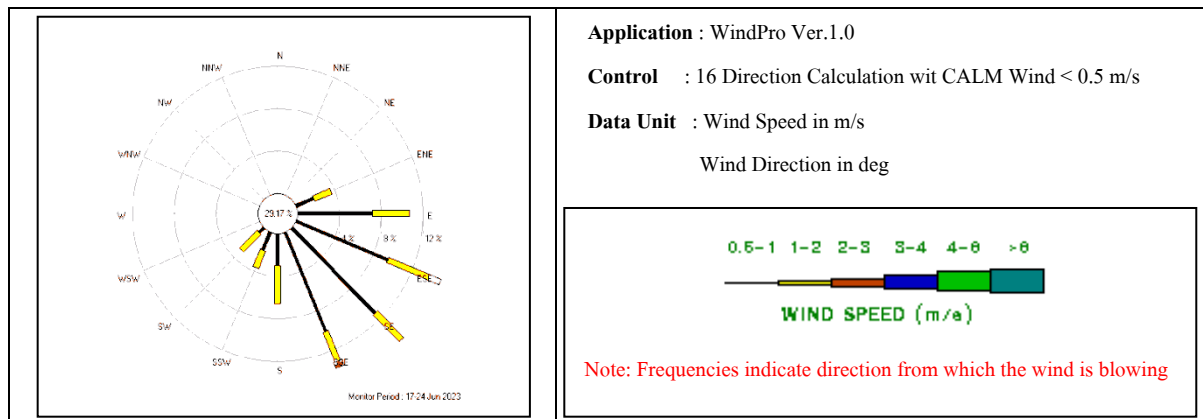 N
NNW
NNE
NW
NE
WNW
ENE
W
29.17 %
E
4 %
8 %
12 %
WSW
ESE
SW
SE
SSW
SSE
S
Monitor Period : 17-24 Jun 2023
Application : WindPro Ver.1.0
Control : 16 Direction Calculation wit CALM Wind < 0.5 m/s
Data Unit : Wind Speed in m/s
Wind Direction in deg
0.5-1 1-2 2-3 3-4 4-6 >6
WIND SPEED (m/s)
Note: Frequencies indicate direction from which the wind is blowing